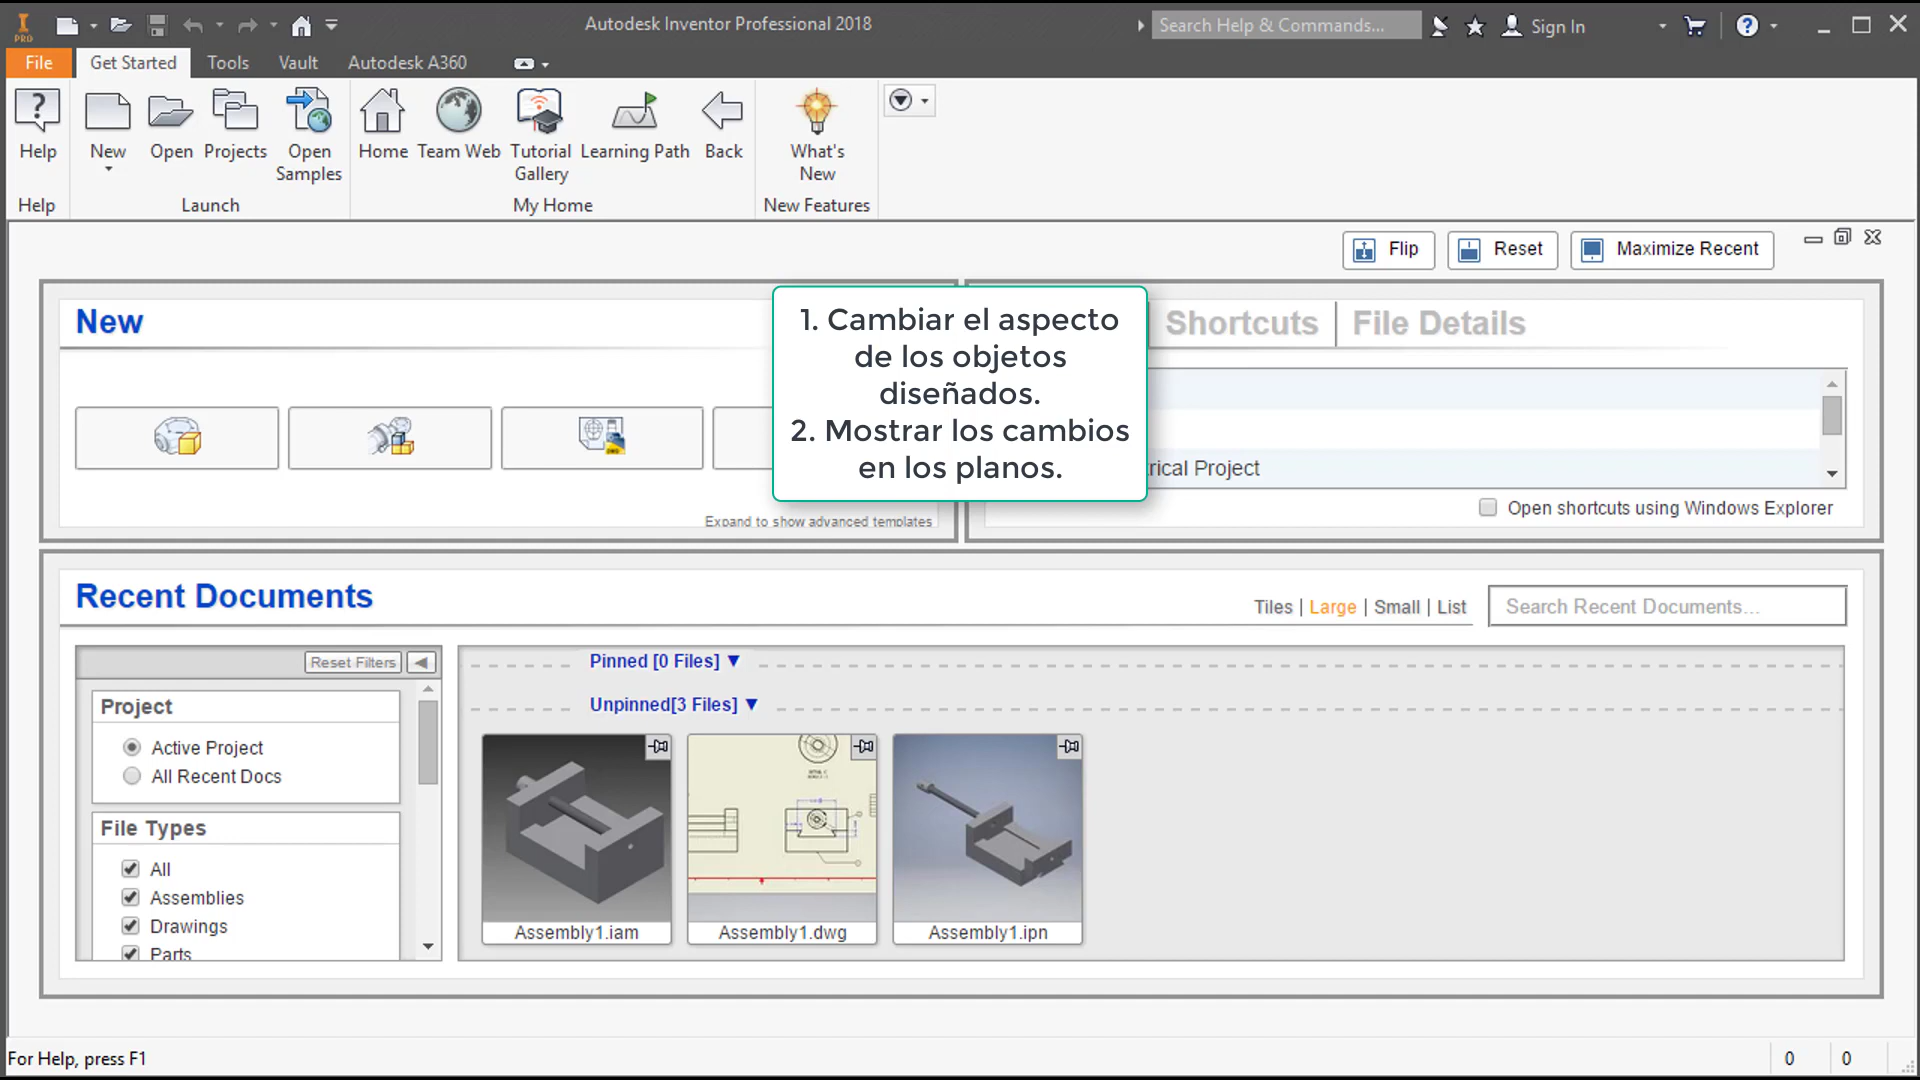 PRO
Autodesk Inventor Professional 2018
Search Help & Commands...
Sign In
File
Get Started
Tools
Vault
Autodesk A360
Help
New
Open
Projects
Open
Samples
Home
Team Web
Tutorial
Gallery
Learning Path
Back
What's
New
Help
Launch
My Home
New Features
Flip
Reset
Maximize Recent
New
Shortcuts
File Details
1. Cambiar el aspecto
de los objetos
diseñados.
2. Mostrar los cambios
en los planos.
Project
Expand to show advanced templates
Open shortcuts using Windows Explorer
Recent Documents
Tiles | Large | Small | List
Search Recent Documents...
Reset Filters
Project
Active Project
All Recent Docs
File Types
All
Assemblies
Drawings
Parts
Pinned [0 Files]
Unpinned[3 Files]
Assembly1.iam
Assembly1.dwg
Assembly1.ipn
For Help, press F1
0
0